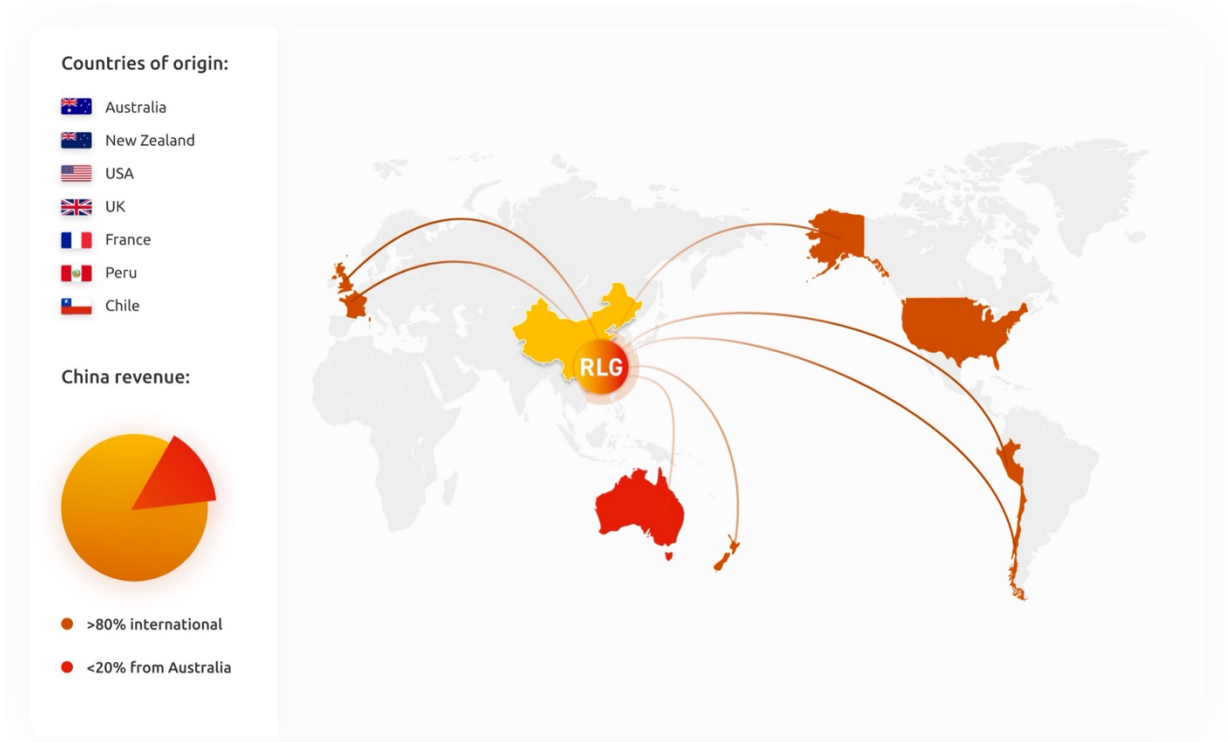 Countries of origin:
Australia
New Zealand
USA
UK
France
Peru
Chile
China revenue:
>80% international
<20% from Australia
RLG